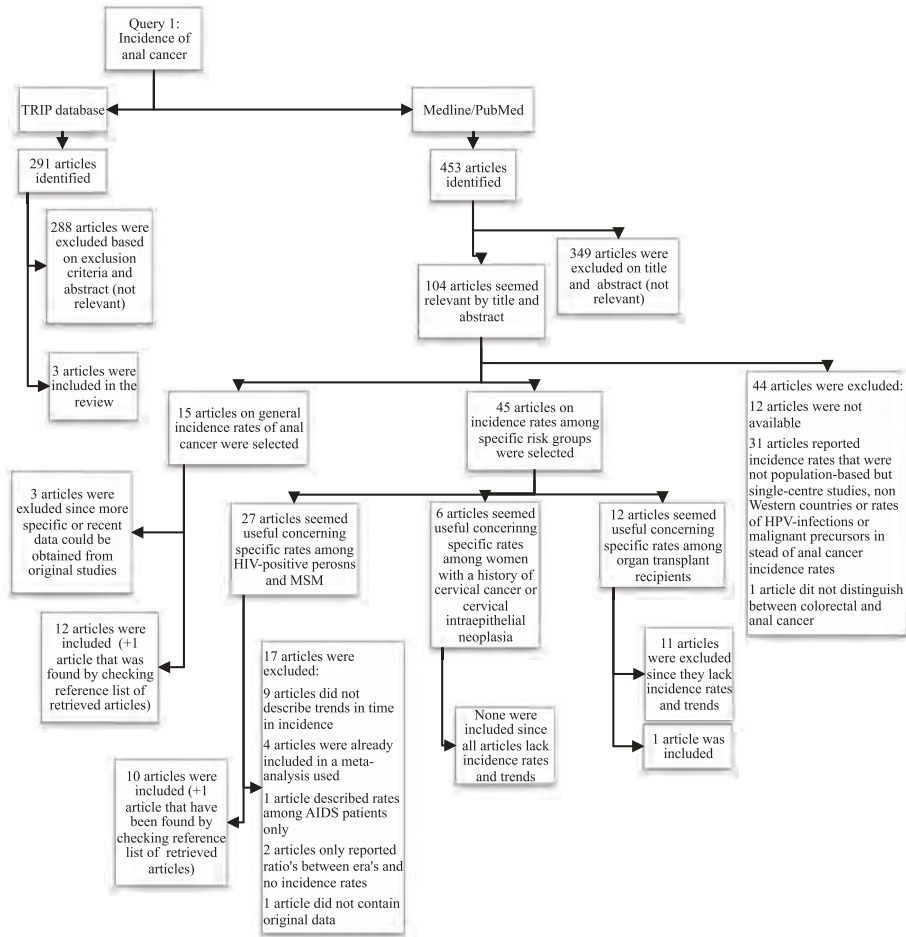 Query 1:
Incidence of
anal cancer
TRIP database
Medline/PubMed
291 articles
identified
453 articles
identified
288 articles were
excluded based
on exclusion
criteria and
abstract (not
relevant)
349 articles were
excluded on title
and abstract (not
relevant)
104 articles seemed
relevant by title and
abstract
3 articles were
included in the
review
15 articles on general
incidence rates of anal
cancer were selected
45 articles on
incidence rates among
specific risk groups
were selected
44 articles were excluded:
12 articles were not
available
31 articles reported
incidence rates that were
not population-based but
single-centre studies, non
Western countries or rates
of HPV-infections or
malignant precursors in
stead of anal cancer
incidence rates
1 article dit not distinguish
between colorectal and
anal cancer
3 articles were
exluded since more
specific or recent
data could be
obtained from
original studies
27 articles seemed
useful concerning
specific rates among
HIV-positive perosns
and MSM
6 articles seemed
useful concerinng
specific rates
among women
with a history of
cervical cancer or
cervical
intraepithelial
neoplasia
12 articles seemed
useful concerning
specific rates among
organ transplant
recipients
12 articles were
included (+1
article that was
found by checking
reference list of
retrieved articles)
17 articles were
excluded:
9 articles did not
describe trends in time
in incidence
4 articles were already
included in a meta-
analysis used
1 article described rates
among AIDS patients
only
2 articles only reported
ratio's between era's and
no incidence rates
1 article did not contain
original data
11 articles
were excluded
since they lack
incidence rates
and trends
None were
included since
all articles lack
incidence rates
and trends
1 article was
included
10 articles were
included (+1
article that have
been found by
checking reference
list of retrieved
articles)